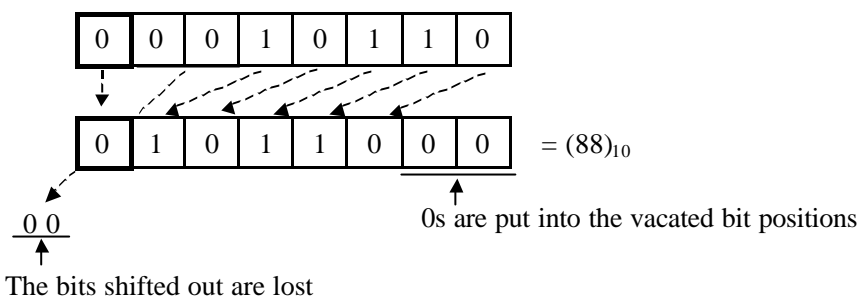 0 0 0 1 0 1 1 0
0 1 0 1 1 0 0 0 = (88)10
0 0
0s are put into the vacated bit positions
The bits shifted out are lost